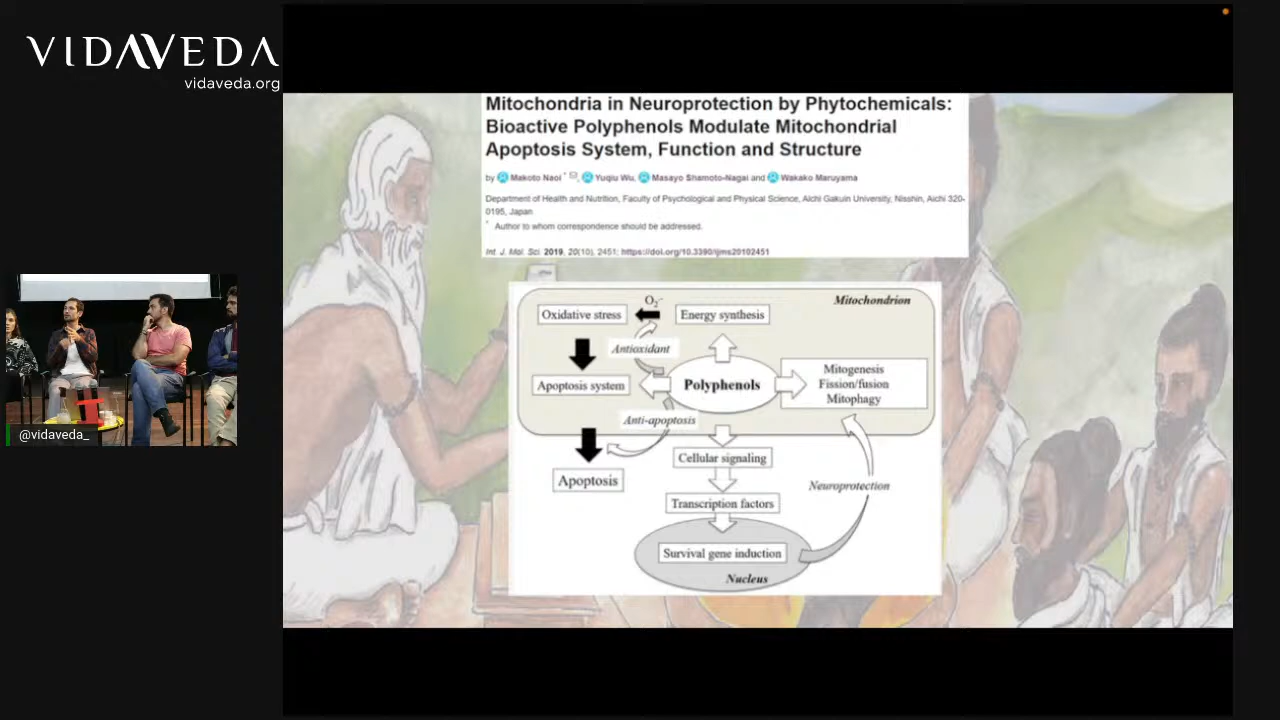 VIDAVEDA
vidaveda.org
@vidaveda_
Mitochondria in Neuroprotection by Phytochemicals:
Bioactive Polyphenols Modulate Mitochondrial
Apoptosis System, Function and Structure
by Makoto Naoi * Yuqiu Wu, Masayo Shamoto-Nagai and Wakako Maruyama
Department of Health and Nutrition, Faculty of Psychological and Physical Science, Aichi Gakuin University, Nisshin, Aichi 320-
0195, Japan
* Author to whom correspondence should be addressed.
Int. J. Mol. Sci. 2019, 20(10), 2451; https://doi.org/10.3390/ijms20102451
Mitochondrion
Oxidative stress
O₂⁻
Energy synthesis
Antioxidant
Apoptosis system
Polyphenols
Mitogenesis
Fission/fusion
Mitophagy
Anti-apoptosis
Apoptosis
Cellular signaling
Neuroprotection
Transcription factors
Survival gene induction
Nucleus